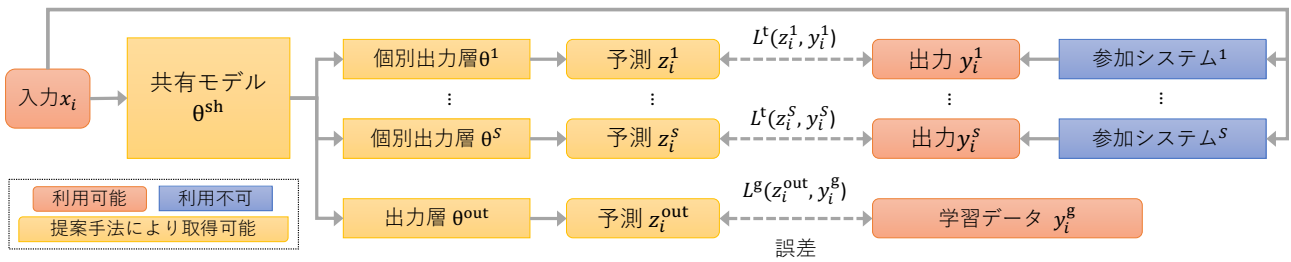 入力x_i
共有モデル
θ^sh
個別出力層θ^1
予測 z_i^1
L^t(z_i^1, y_i^1)
出力 y_i^1
参加システム^1
⋮ ⋮ ⋮ ⋮
個別出力層 θ^S
予測 z_i^s
L^t(z_i^S, y_i^S)
出力y_i^s
参加システム^S
出力層 θ^out
予測 z_i^out
L^g(z_i^out, y_i^g)
学習データ y_i^g
誤差
利用可能
利用不可
提案手法により取得可能